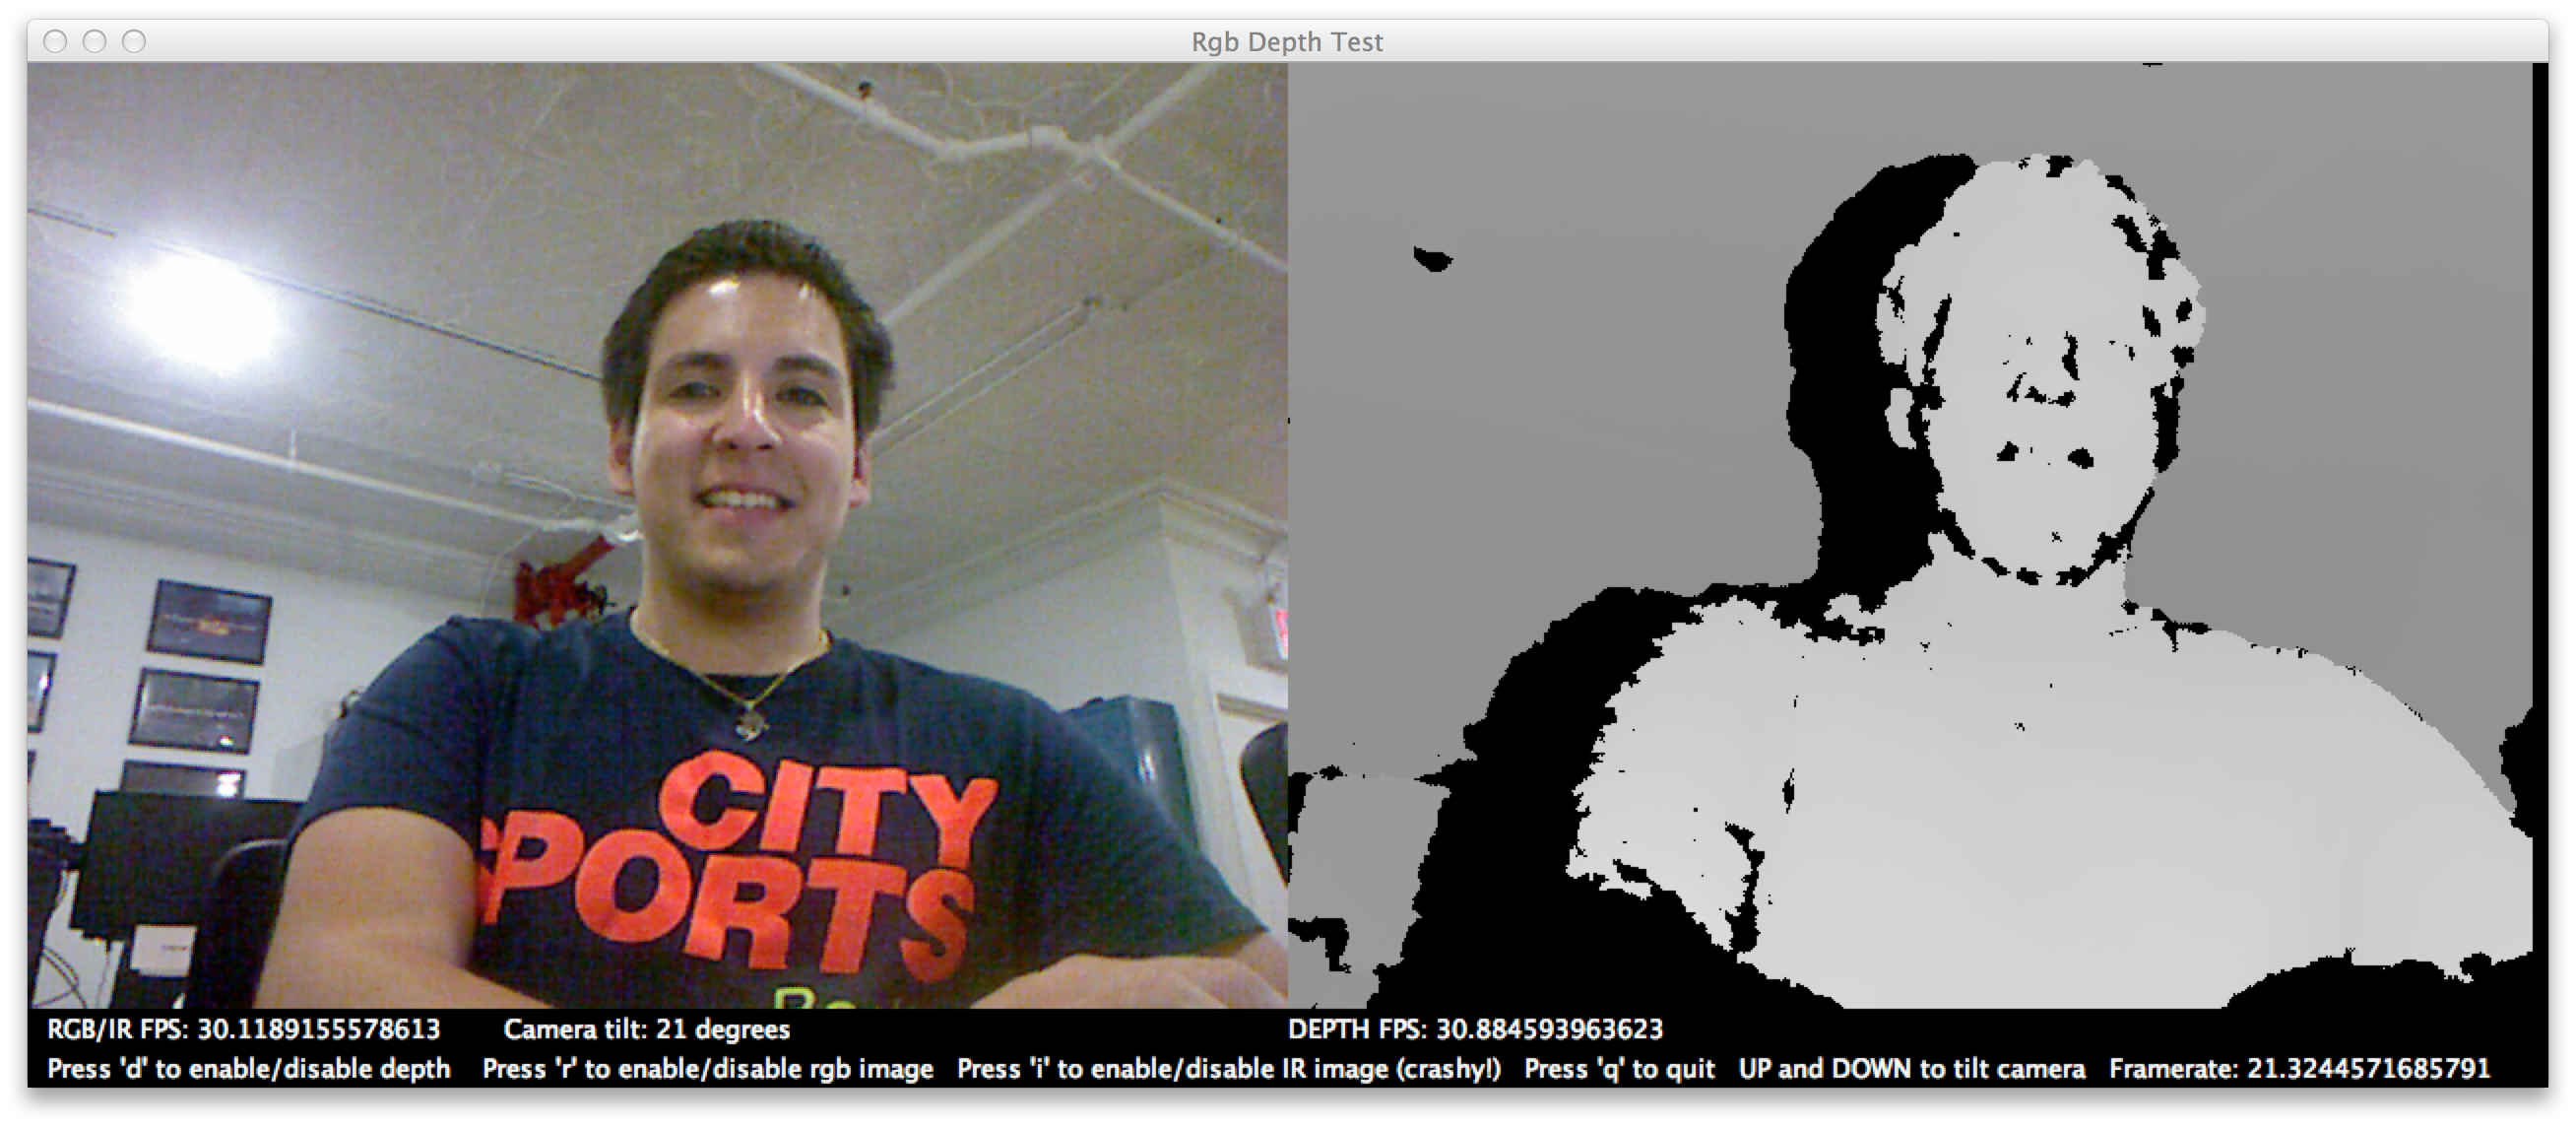 Rgb Depth Test
CITY
SPORTS
RGB/IR FPS: 30.1189155578613 Camera tilt: 21 degrees DEPTH FPS: 30.884593963623
Press 'd' to enable/disable depth Press 'r' to enable/disable rgb image Press 'i' to enable/disable IR image (crashy!) Press 'q' to quit UP and DOWN to tilt camera Framerate: 21.3244571685791